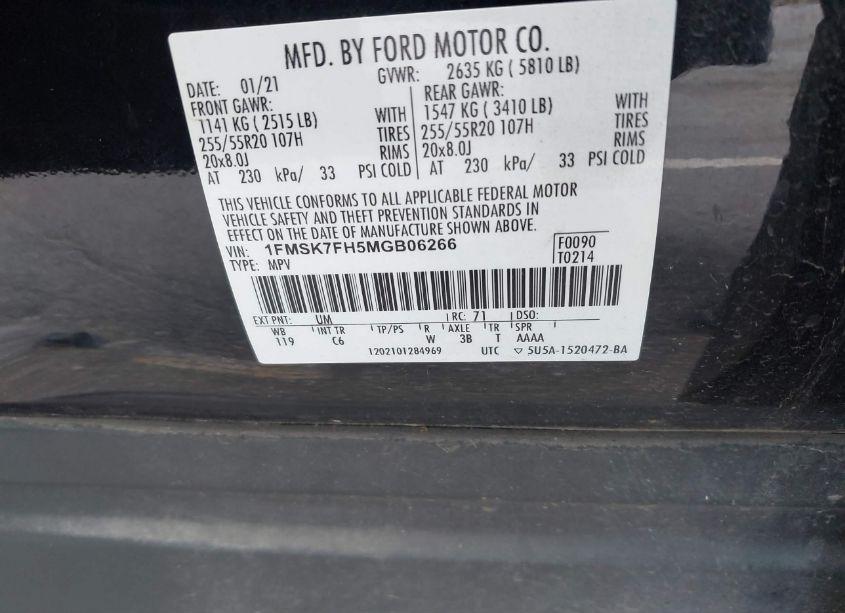 MFD. BY FORD MOTOR CO.
DATE: 01/21 GVWR: 2635 KG ( 5810 LB)
FRONT GAWR: REAR GAWR:
1141 KG ( 2515 LB) WITH 1547 KG ( 3410 LB) WITH
255/55R20 107H TIRES 255/55R20 107H TIRES
20x8.0J RIMS 20x8.0J RIMS
AT 230 kPa/ 33 PSI COLD AT 230 kPa/ 33 PSI COLD
THIS VEHICLE CONFORMS TO ALL APPLICABLE FEDERAL MOTOR
VEHICLE SAFETY AND THEFT PREVENTION STANDARDS IN
EFFECT ON THE DATE OF MANUFACTURE SHOWN ABOVE.
VIN: 1FMSK7FH5MGB06266 F0090
TYPE: MPV T0214
EXT PNT: UM RC: 71 DSO:
WB INT TR TP/PS R AXLE TR SPR
119 C6 W 3B T AAAA
1202101284969 UTC ▽ 5U5A-1520472-BA